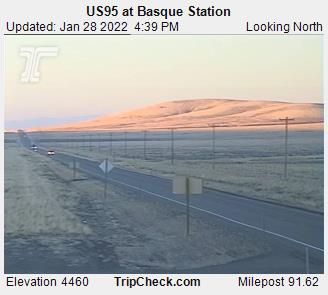 US95 at Basque Station
Updated: Jan 28 2022 4:39 PM Looking North
Elevation 4460 TripCheck.com Milepost 91.62